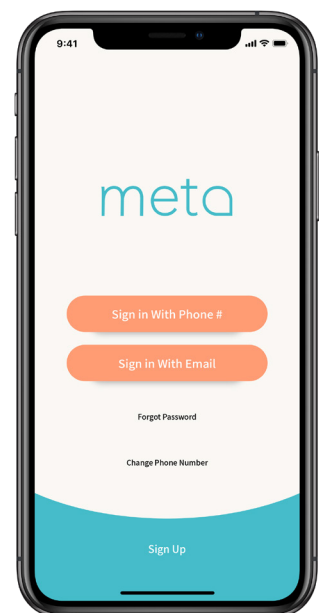 9:41
meta
Sign in With Phone #
Sign in With Email
Forgot Password
Change Phone Number
Sign Up